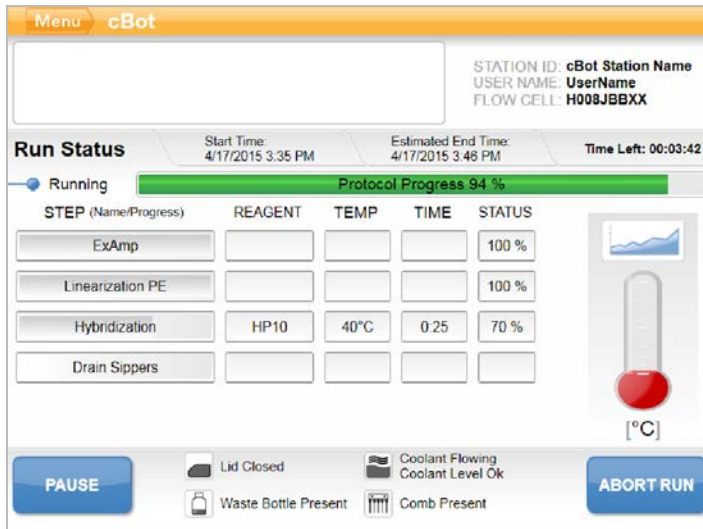 Menu cBot
STATION ID: cBot Station Name
USER NAME: UserName
FLOW CELL: H008JBBXX
Run Status
Start Time:
4/17/2015 3:35 PM
Estimated End Time:
4/17/2015 3:46 PM
Time Left: 00:03:42
Running
Protocol Progress 94 %
STEP (Name/Progress) REAGENT TEMP TIME STATUS
ExAmp 100 %
Linearization PE 100 %
Hybridization HP10 40°C 0:25 70 %
Drain Sippers
[°C]
PAUSE
Lid Closed
Coolant Flowing
Coolant Level Ok
Waste Bottle Present
Comb Present
ABORT RUN